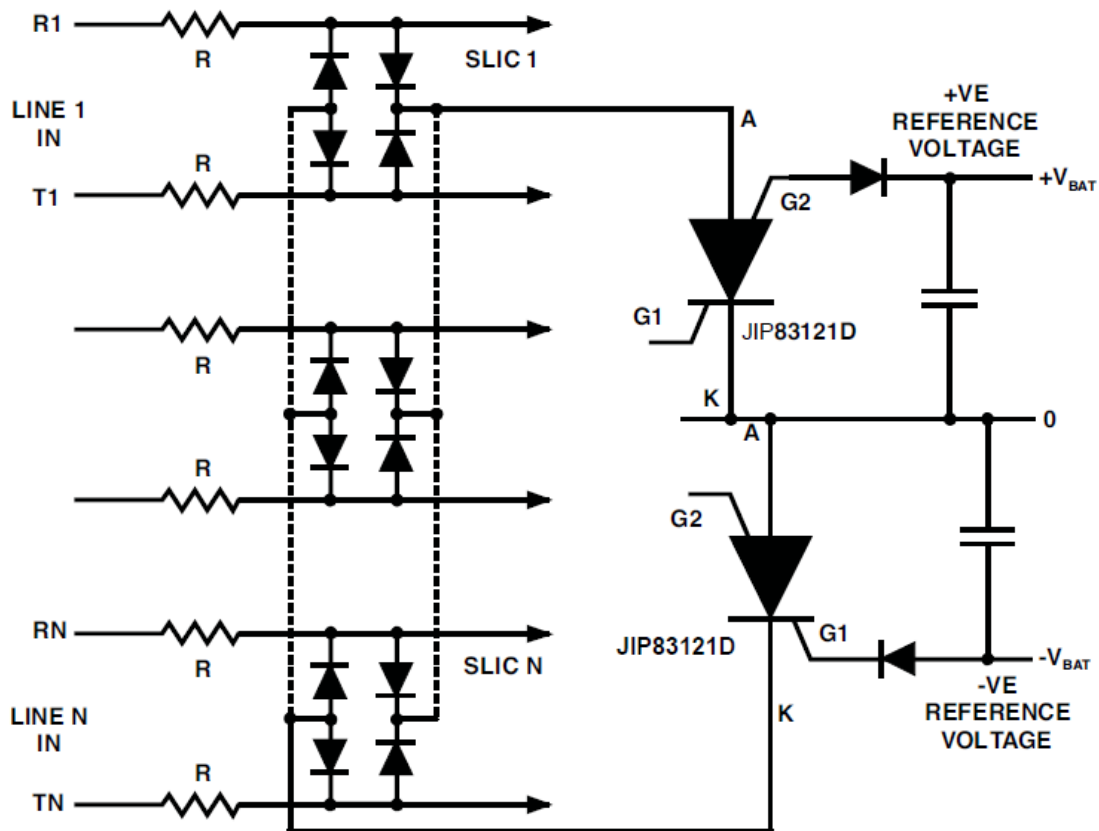 R1
R
SLIC 1
LINE 1
IN
R
T1
A
+VE
REFERENCE
VOLTAGE
G2
+VBAT
G1
JIP83121D
K
A
0
R
R
G2
RN
R
SLIC N
JIP83121D
G1
-VBAT
-VE
REFERENCE
VOLTAGE
K
LINE N
IN
R
TN